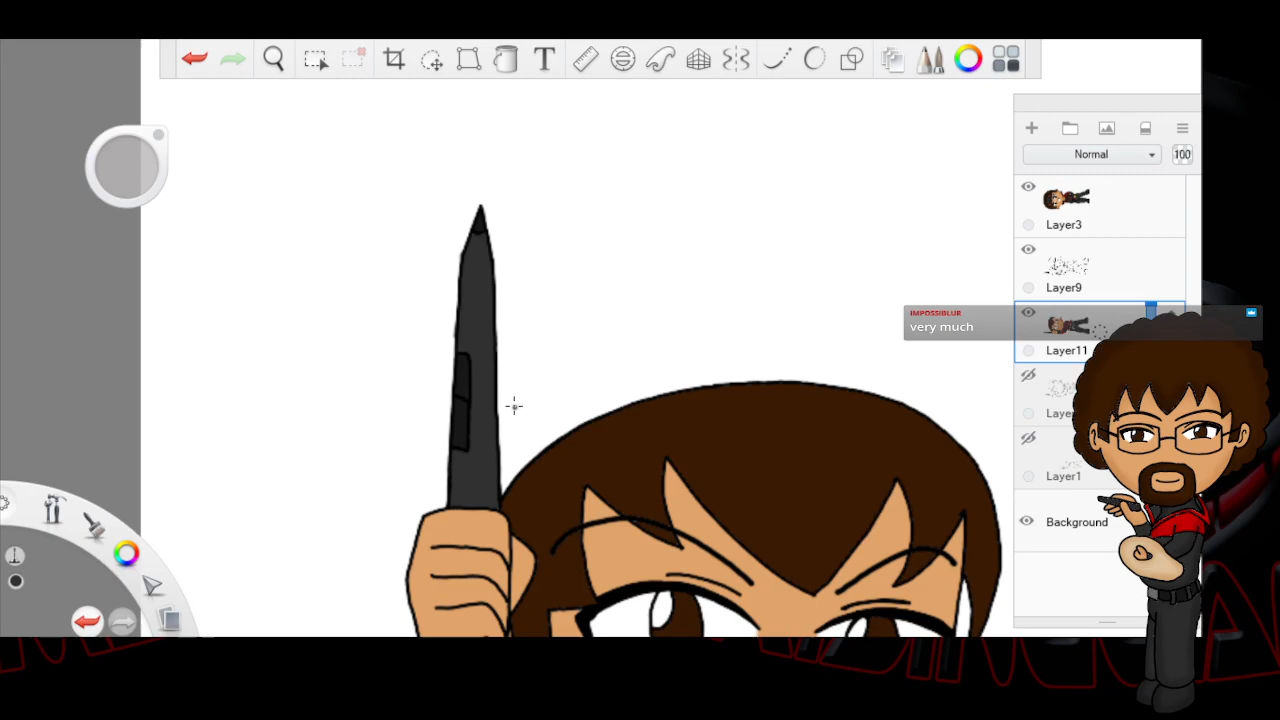 T
Normal
100
Layer3
Layer9
IMPOSSIBLUR
very much
Layer11
Layer1
Background